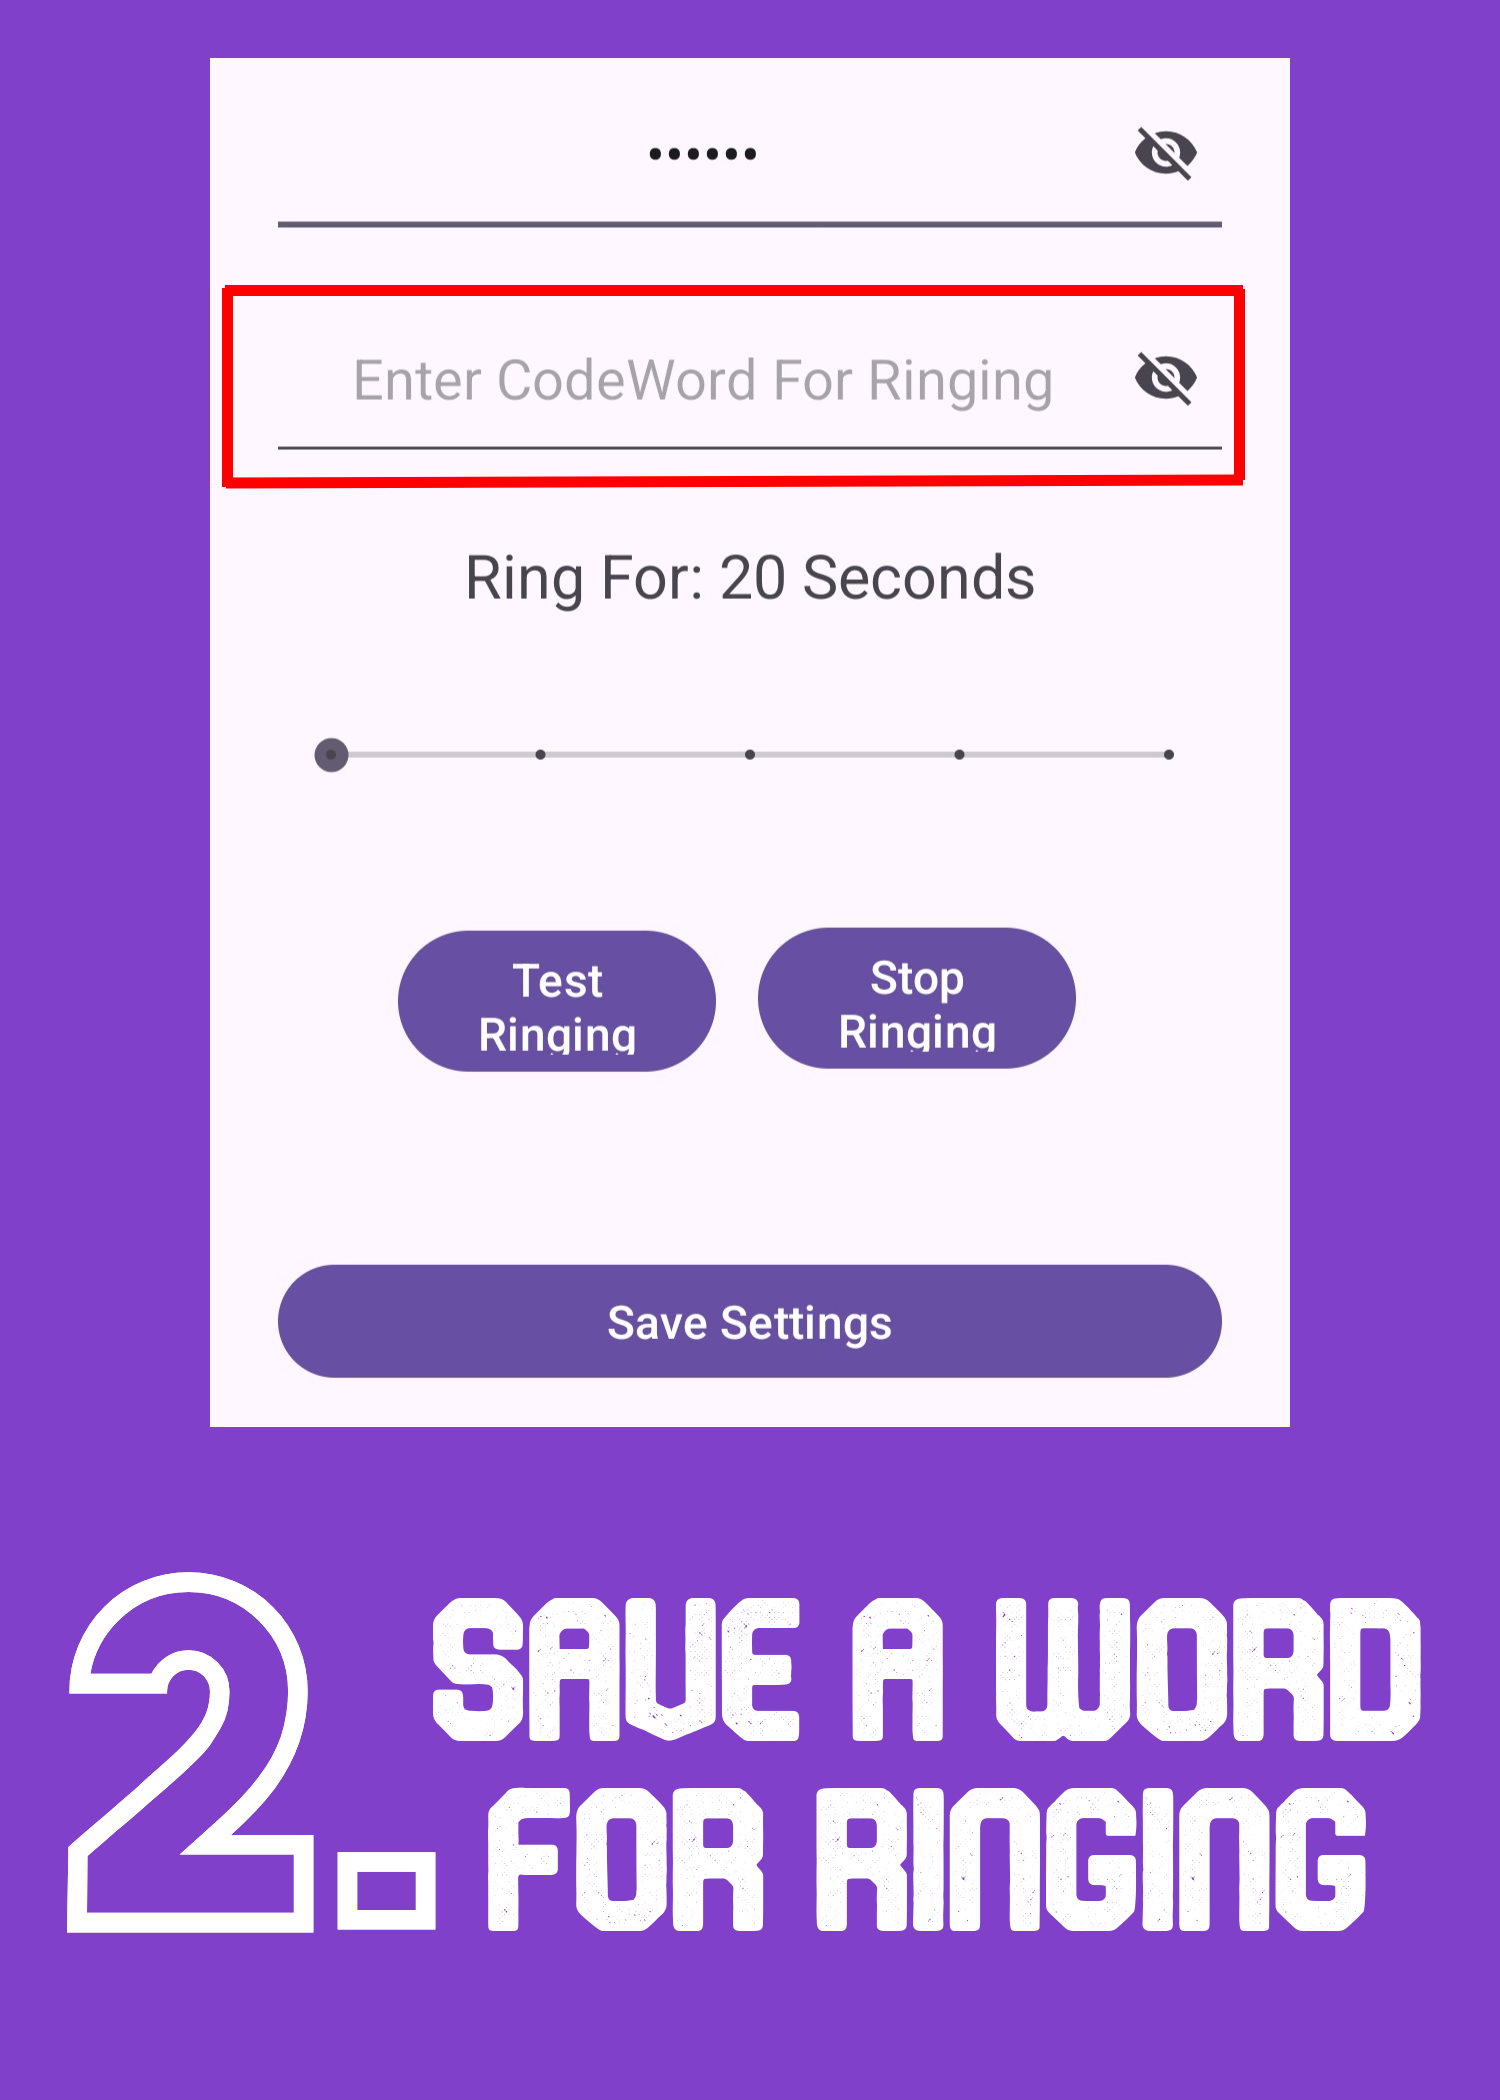 ••••••
Enter CodeWord For Ringing
Ring For: 20 Seconds
Test
Ringing
Stop
Ringing
Save Settings
2. SAVE A WORD
FOR RINGING